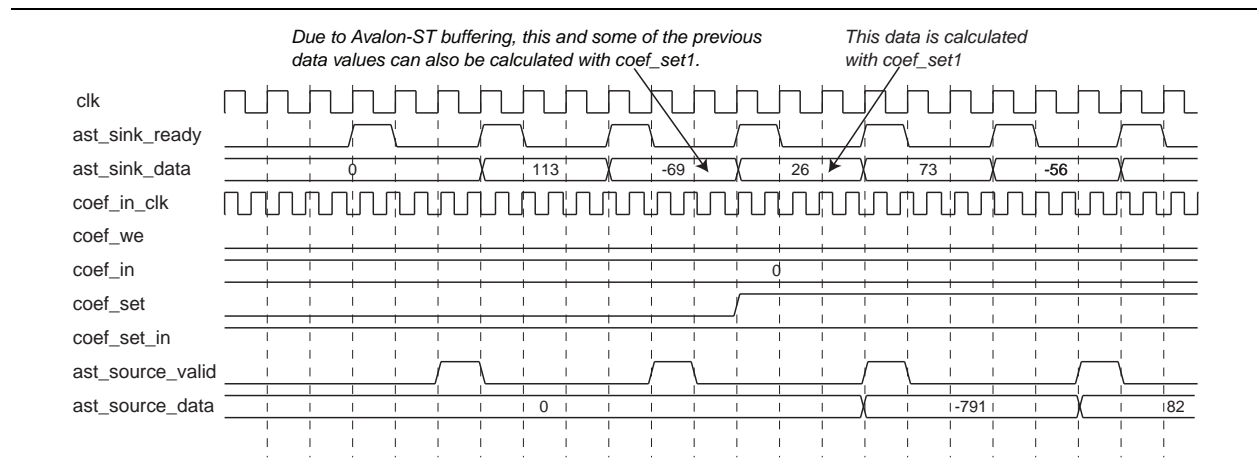 Due to Avalon-ST buffering, this and some of the previous
data values can also be calculated with coef_set1.
This data is calculated
with coef_set1
clk
ast_sink_ready
ast_sink_data 0 113 -69 26 73 -56
coef_in_clk
coef_we
coef_in 0
coef_set
coef_set_in
ast_source_valid
ast_source_data 0 -791 82